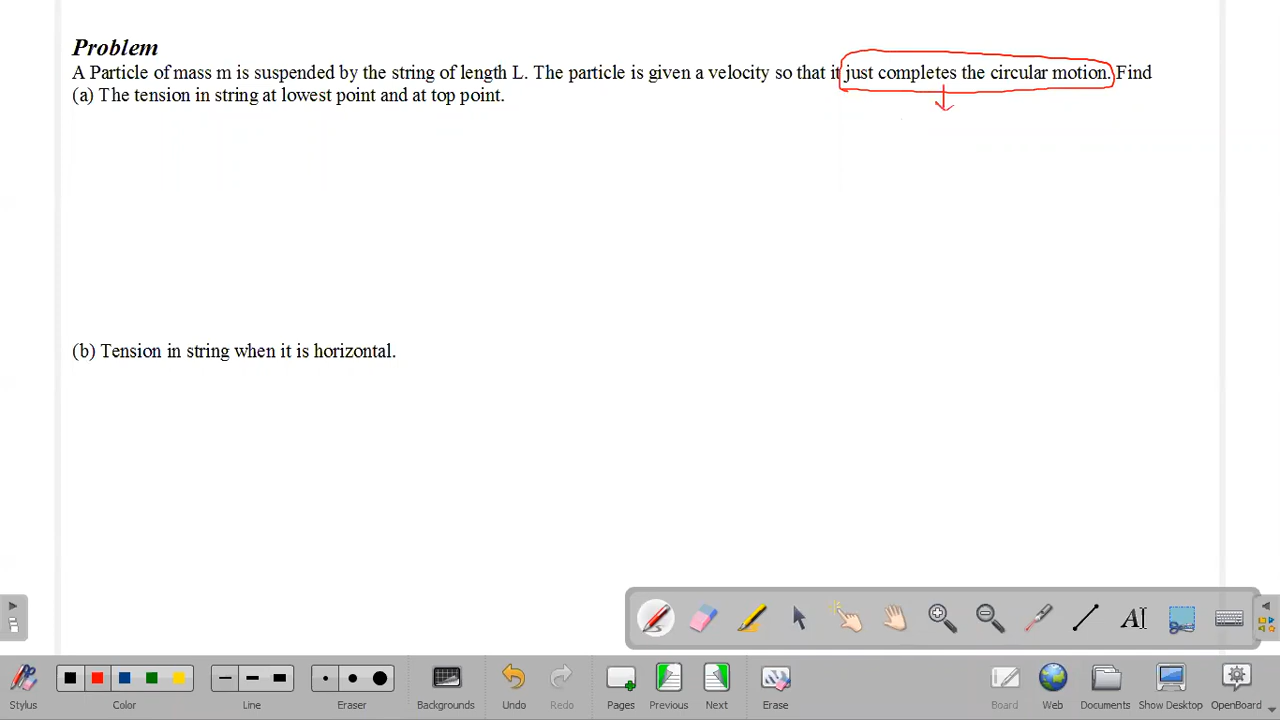 Problem
A Particle of mass m is suspended by the string of length L. The particle is given a velocity so that it just completes the circular motion. Find
(a) The tension in string at lowest point and at top point.
(b) Tension in string when it is horizontal.
AI
Stylus Color Line Eraser Backgrounds Undo Redo Pages Previous Next Erase Board Web Documents Show Desktop OpenBoard